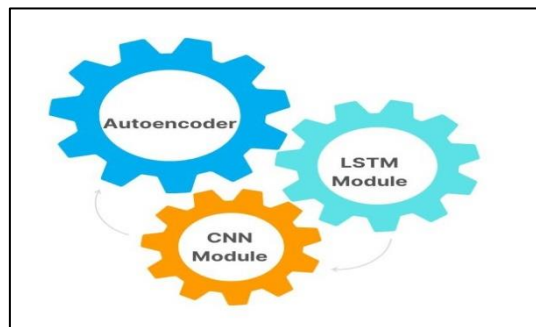 Autoencoder
LSTM
Module
CNN
Module